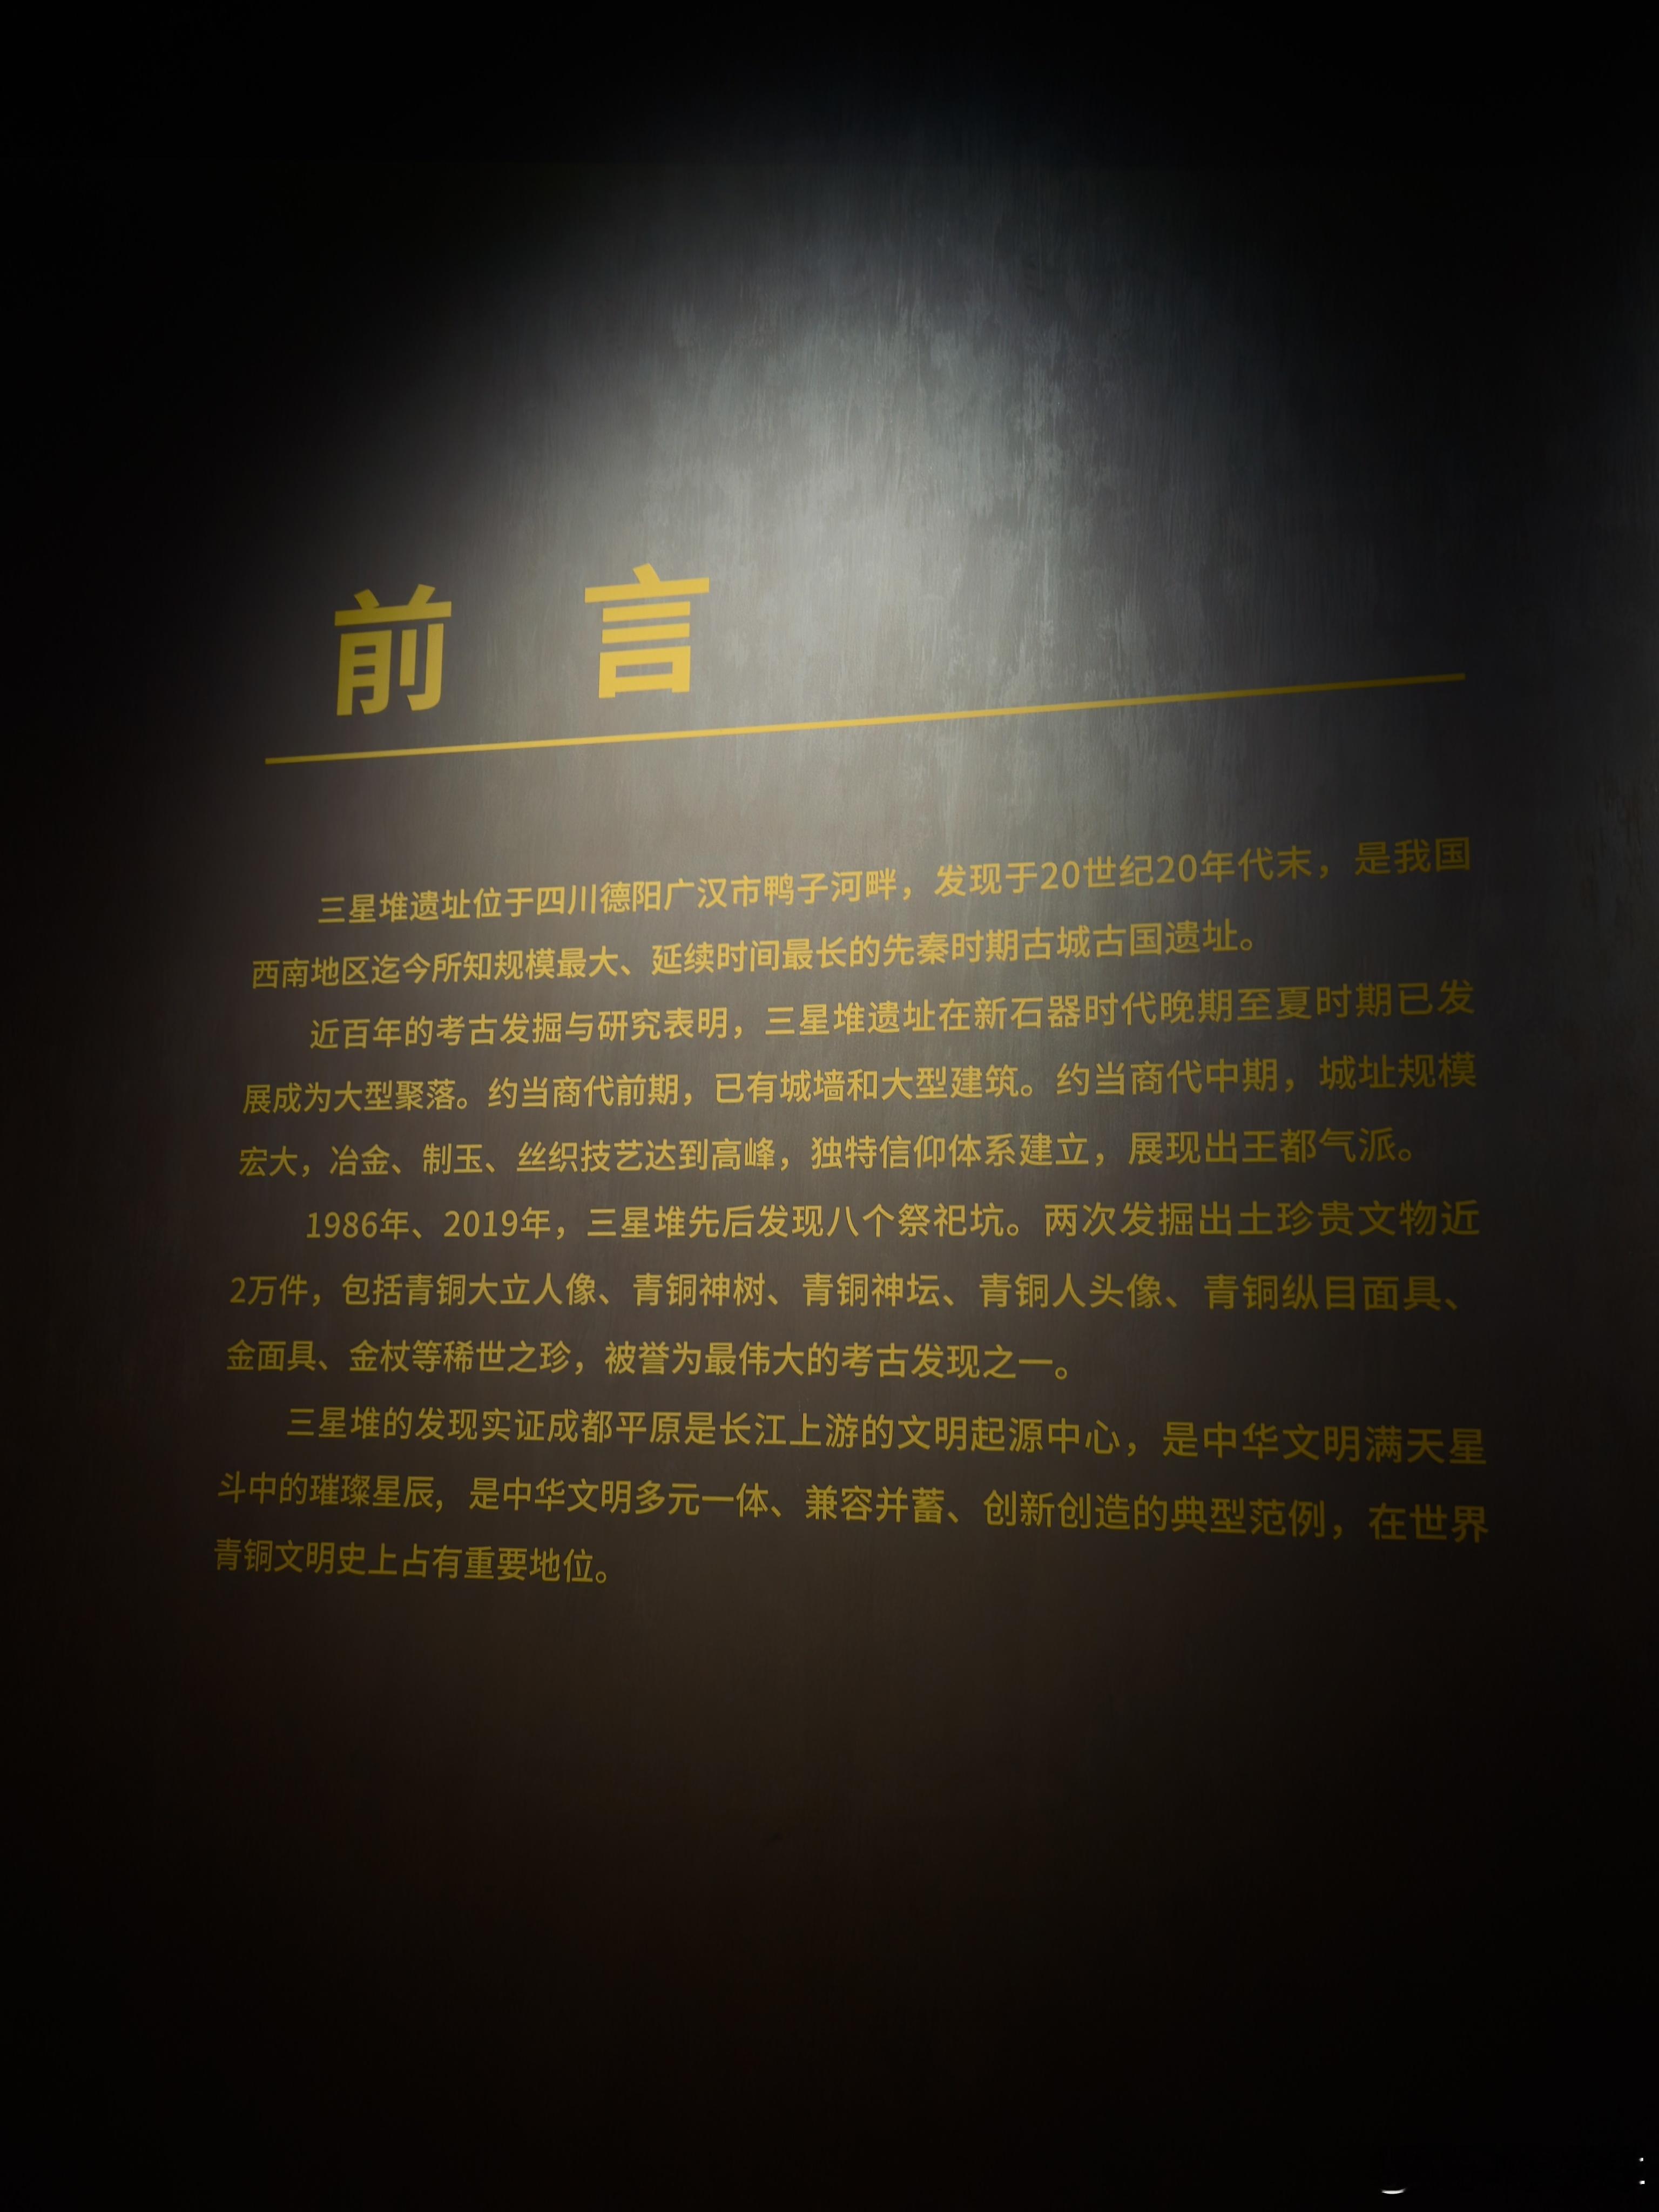 前言
三星堆遗址位于四川德阳广汉市鸭子河畔，发现于20世纪20年代末，是我国
西南地区迄今所知规模最大、延续时间最长的先秦时期古城古国遗址。
近百年的考古发掘与研究表明，三星堆遗址在新石器时代晚期至夏时期已发
展成为大型聚落。约当商代前期，已有城墙和大型建筑。约当商代中期，城址规模
宏大，冶金、制玉、丝织技艺达到高峰，独特信仰体系建立，展现出王都气派。
1986年、2019年，三星堆先后发现八个祭祀坑。两次发掘出土珍贵文物近
2万件，包括青铜大立人像、青铜神树、青铜神坛、青铜人头像、青铜纵目面具、
金面具、金杖等稀世之珍，被誉为最伟大的考古发现之一。
三星堆的发现实证成都平原是长江上游的文明起源中心，是中华文明满天星
斗中的璀璨星辰，是中华文明多元一体、兼容并蓄、创新创造的典型范例，在世界
青铜文明史上占有重要地位。